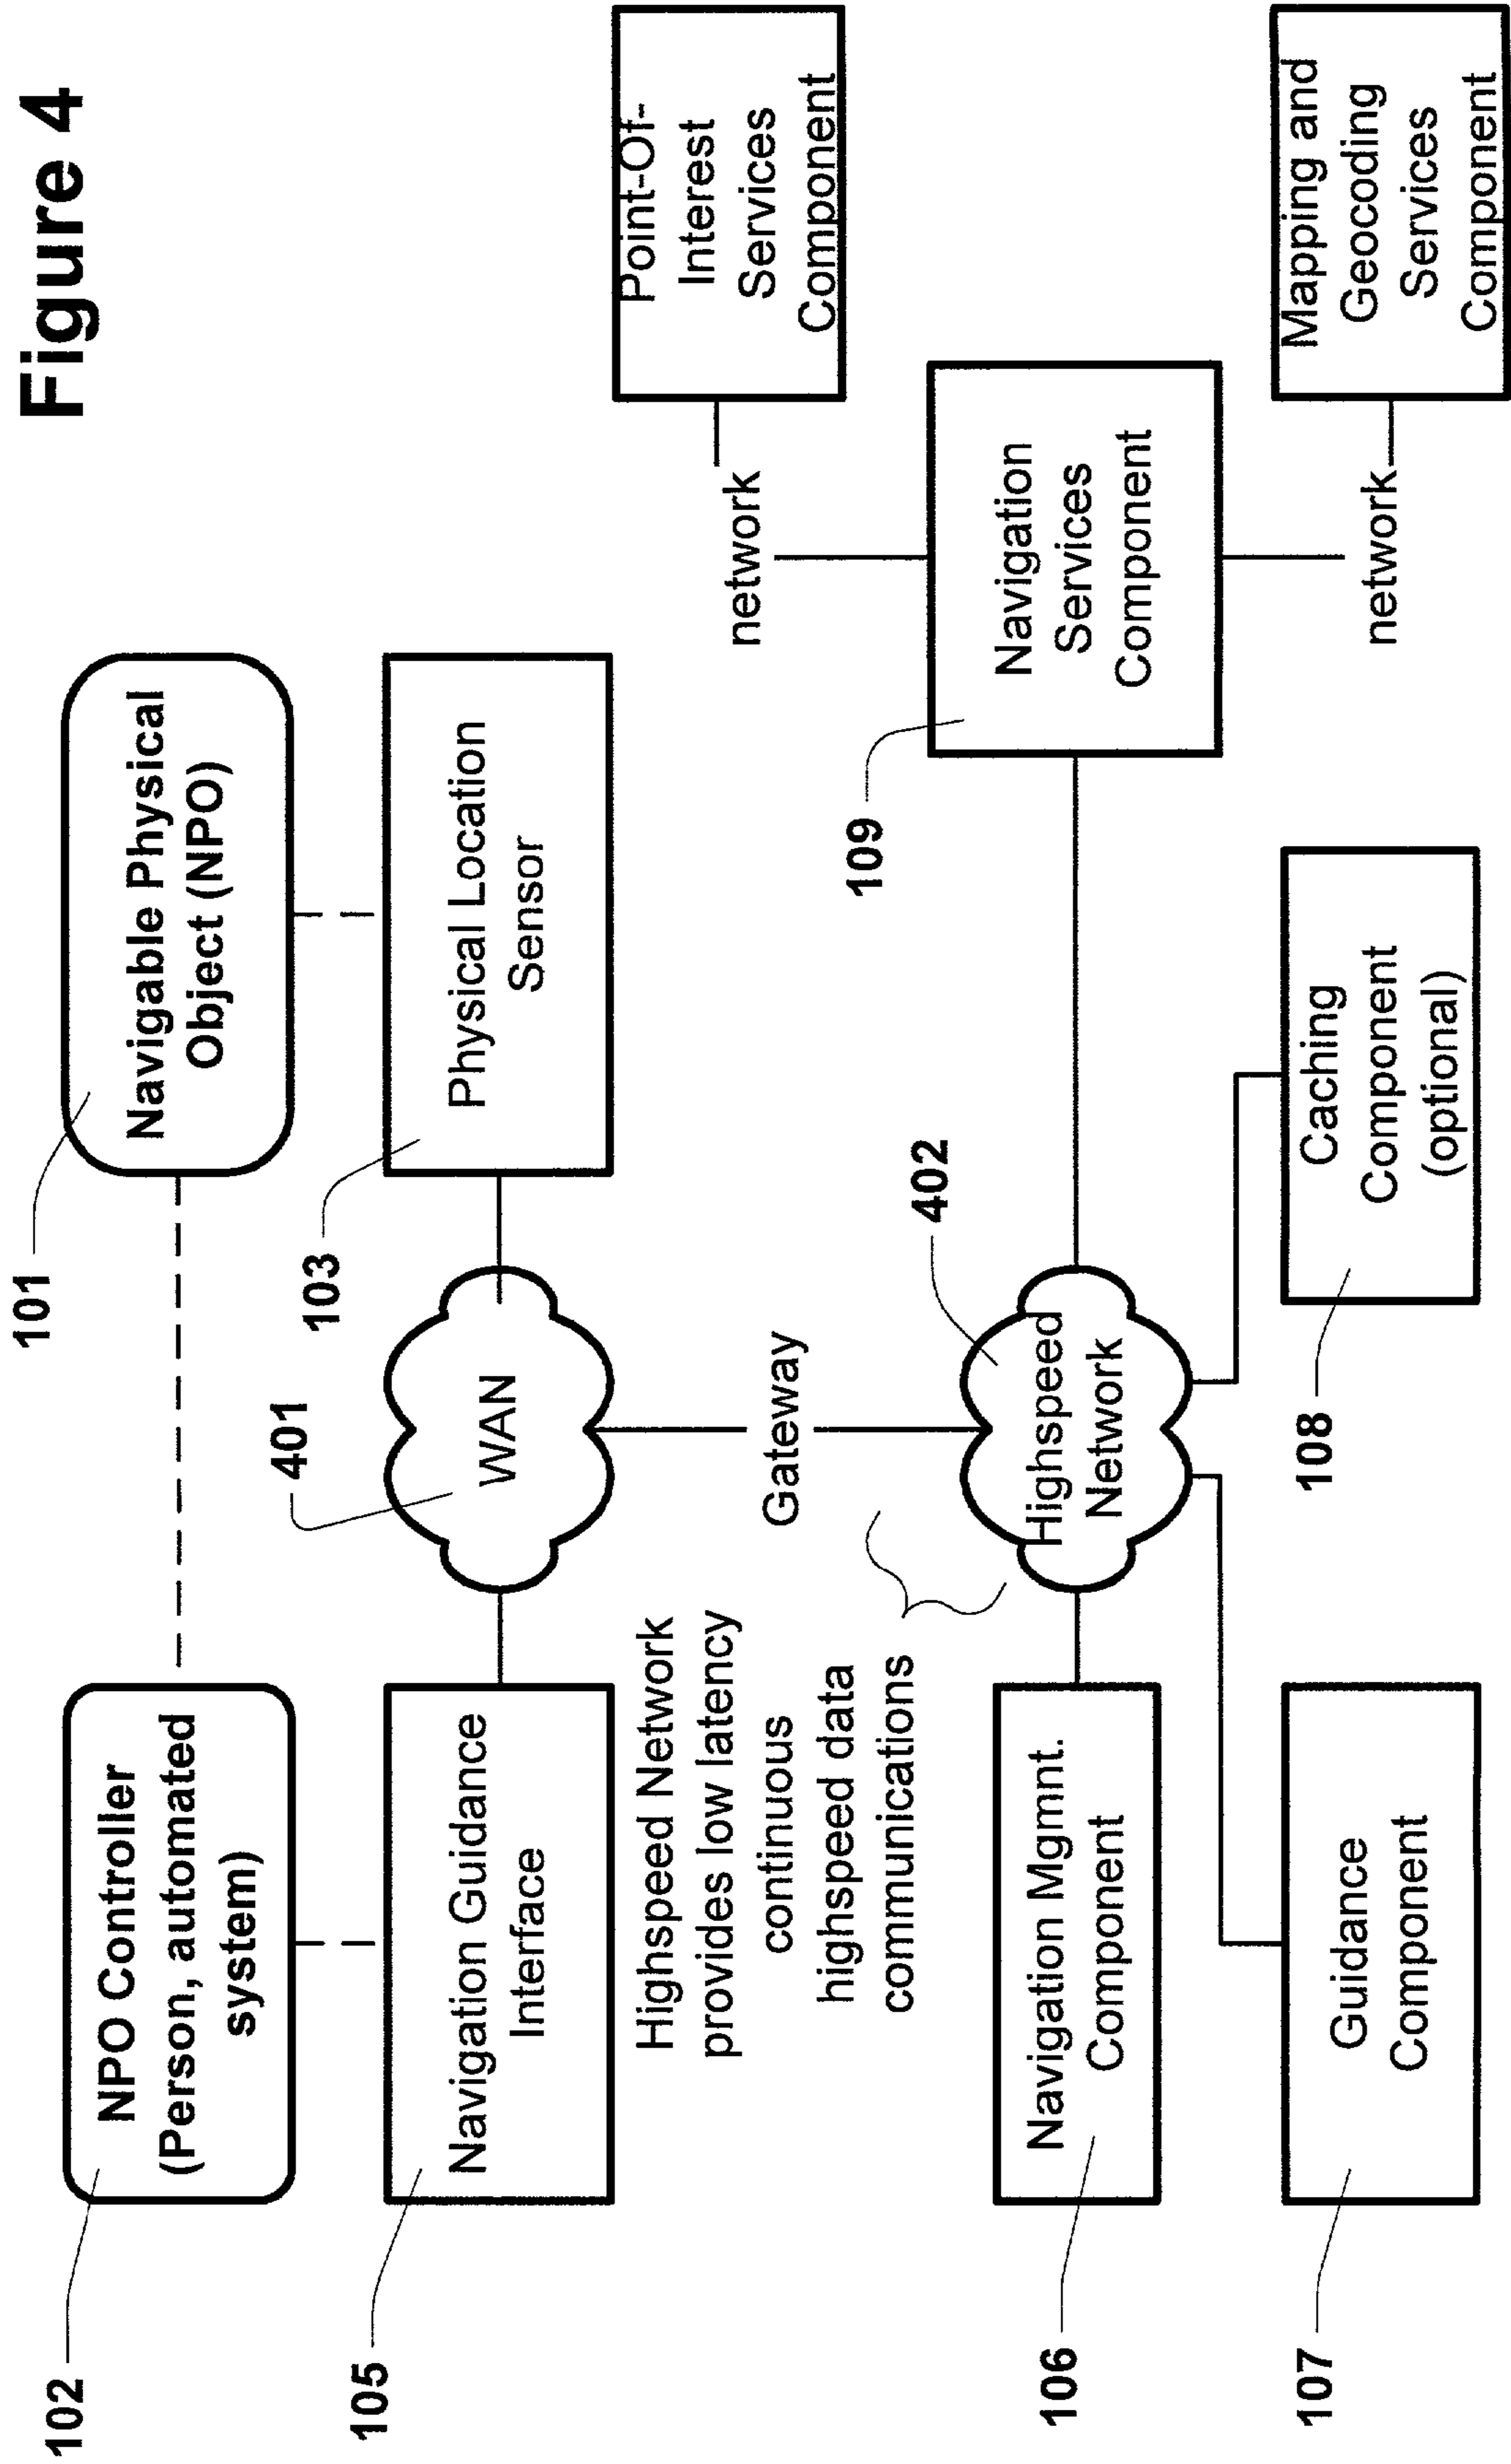 Figure 4
102
NPO Controller
(Person, automated
system)
101
Navigable Physical
Object (NPO)
105
Navigation Guidance
Interface
401
WAN
103
Physical Location
Sensor
Highspeed Network
provides low latency
continuous
highspeed data
communications
Gateway
402
Highspeed
Network
106
Navigation Mgmnt.
Component
107
Guidance
Component
108
Caching
Component
(optional)
109
Navigation
Services
Component
network
Point-Of-
Interest
Services
Component
network
Mapping and
Geocoding
Services
Component